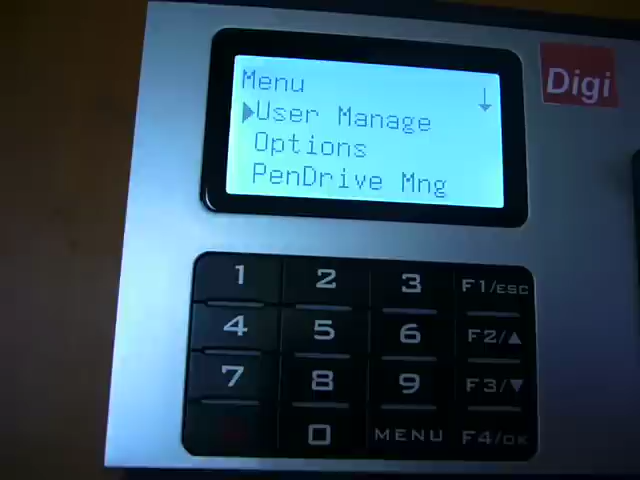 Menu ↓
▶User Manage
Options
PenDrive Mng
Digi
1 2 3 F1/ESC
4 5 6 F2/▲
7 8 9 F3/▼
0 MENU F4/OK